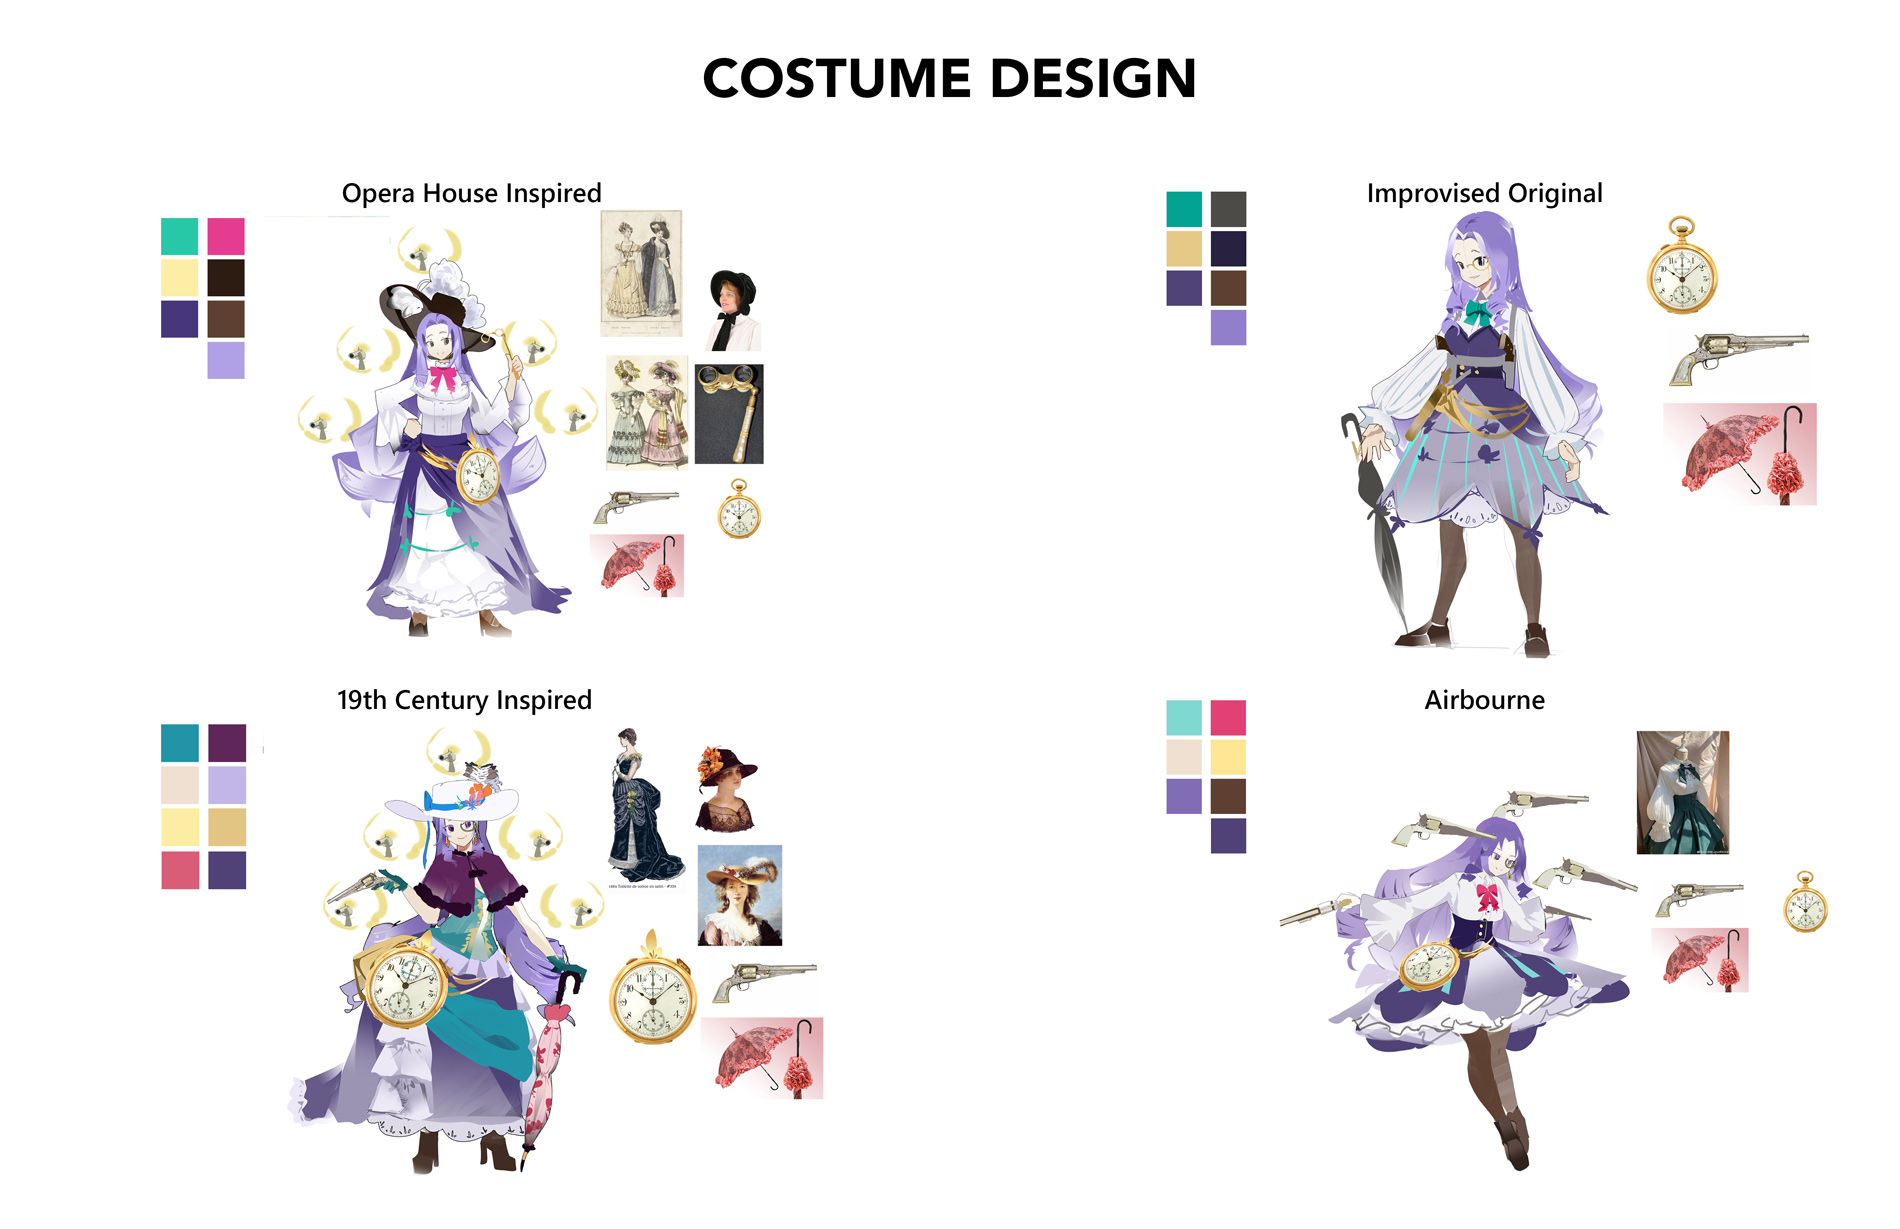 COSTUME DESIGN
Opera House Inspired
Improvised Original
19th Century Inspired
Airbourne